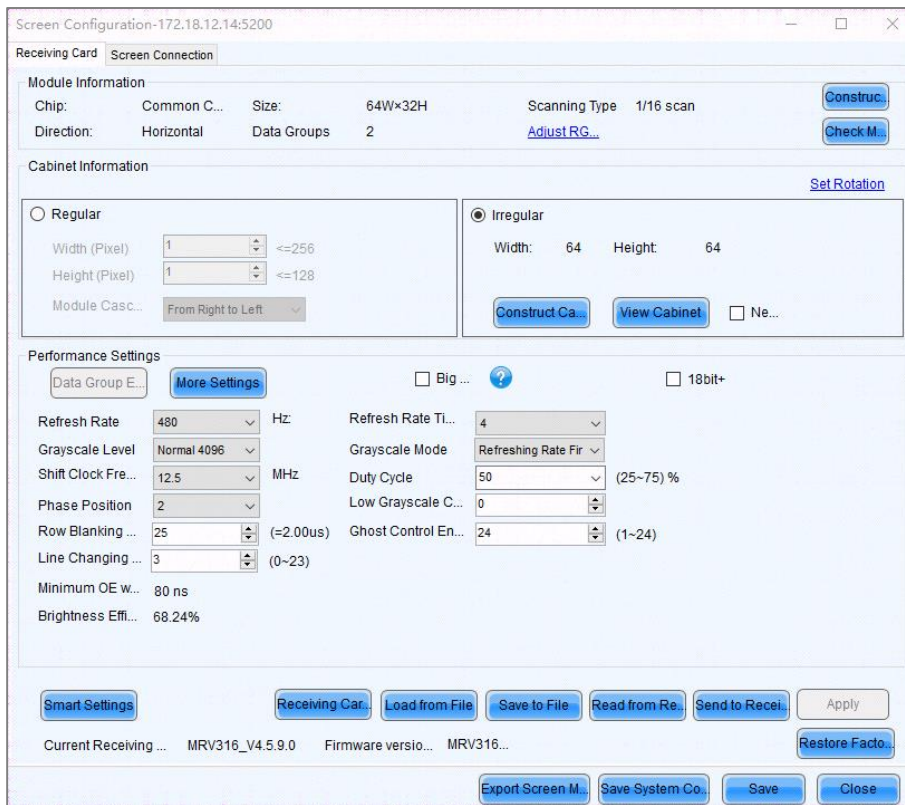 Screen Configuration-172.18.12.14:5200
Receiving Card Screen Connection
Module Information
Chip: Common C... Size: 64W×32H Scanning Type 1/16 scan Construc...
Direction: Horizontal Data Groups 2 Adjust RG... Check M...
Cabinet Information
Set Rotation
Regular
Width (Pixel) 1 <=256
Height (Pixel) 1 <=128
Module Casc... From Right to Left
Irregular
Width: 64 Height: 64
Construct Ca... View Cabinet Ne...
Performance Settings
Data Group E... More Settings Big ... ? 18bit+
Refresh Rate 480 Hz: Refresh Rate Ti... 4
Grayscale Level Normal 4096 Grayscale Mode Refreshing Rate Fir
Shift Clock Fre... 12.5 MHz Duty Cycle 50 (25~75) %
Phase Position 2 Low Grayscale C... 0
Row Blanking ... 25 (=2.00us) Ghost Control En... 24 (1~24)
Line Changing ... 3 (0~23)
Minimum OE w... 80 ns
Brightness Effi... 68.24%
Smart Settings Receiving Car... Load from File Save to File Read from Re... Send to Recei... Apply
Current Receiving ... MRV316_V4.5.9.0 Firmware versio... MRV316... Restore Facto...
Export Screen M... Save System Co... Save Close